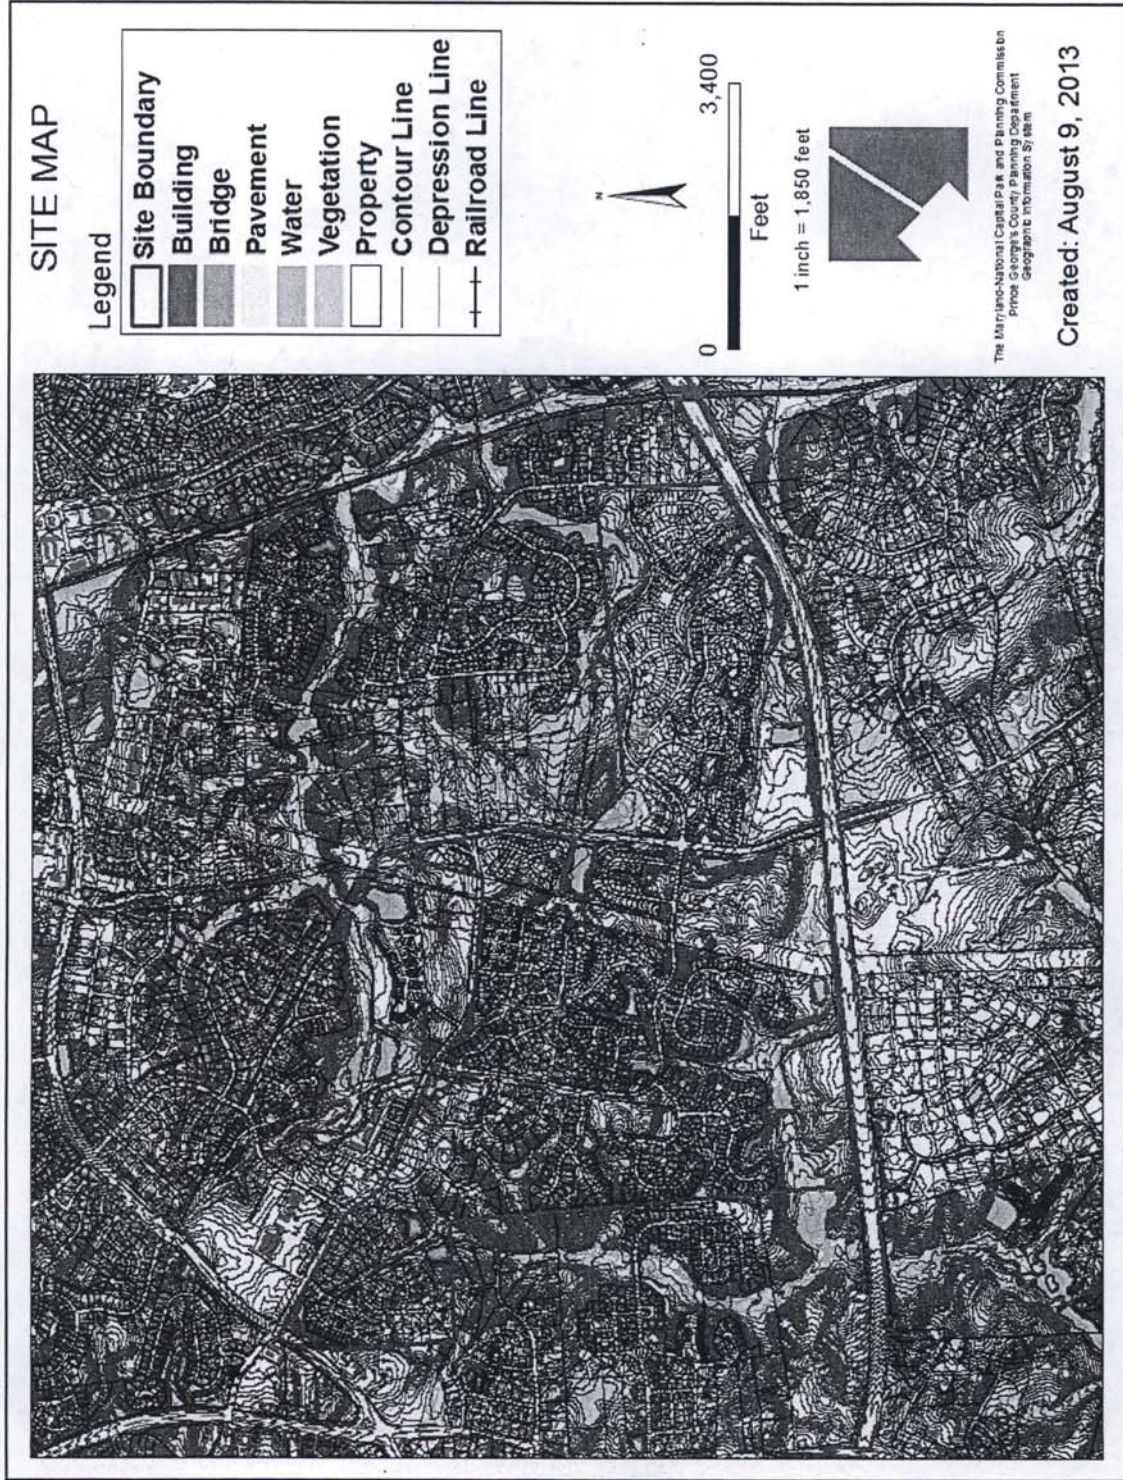 SITE MAP
Legend
Site Boundary
Building
Bridge
Pavement
Water
Vegetation
Property
Contour Line
Depression Line
Railroad Line
N
0 3,400
Feet
1 inch = 1,850 feet
The Maryland-National Capital Park and Planning Commission
Prince George's County Planning Department
Geographic Information System
Created: August 9, 2013